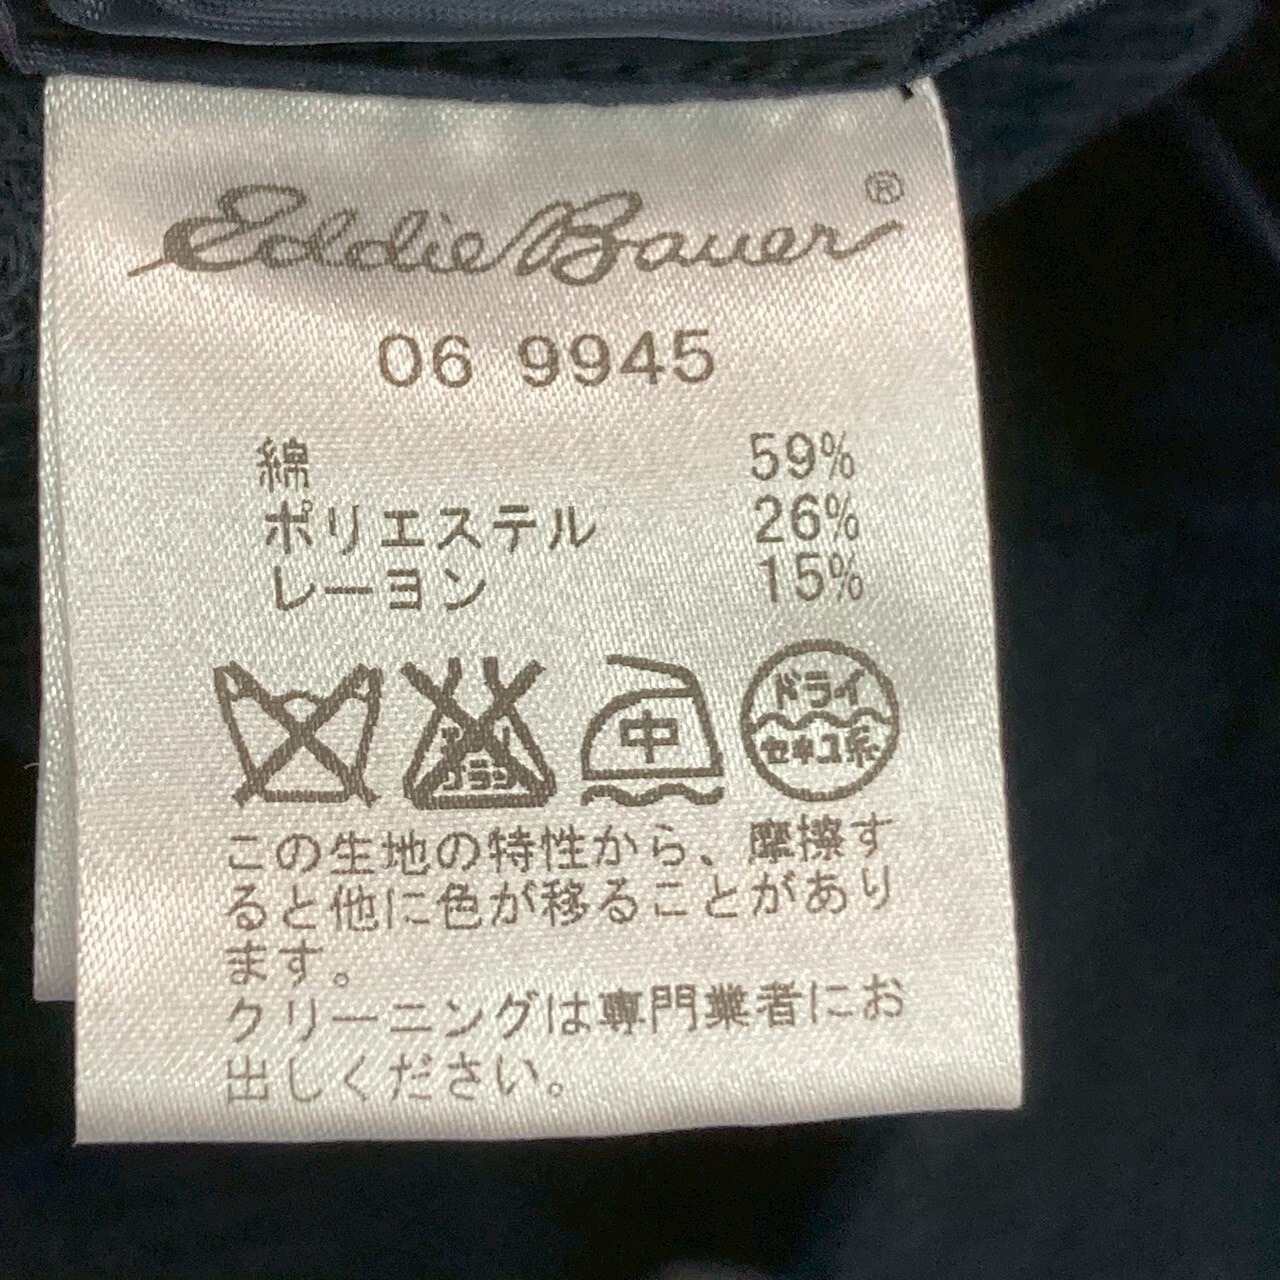 Eddie Bauer®
06 9945
綿 59%
ポリエステル 26%
レーヨン 15%
中
ドライ
セキユ系
この生地の特性から、摩擦す
ると他に色が移ることがあり
ます。
クリーニングは専門業者にお
出しください。